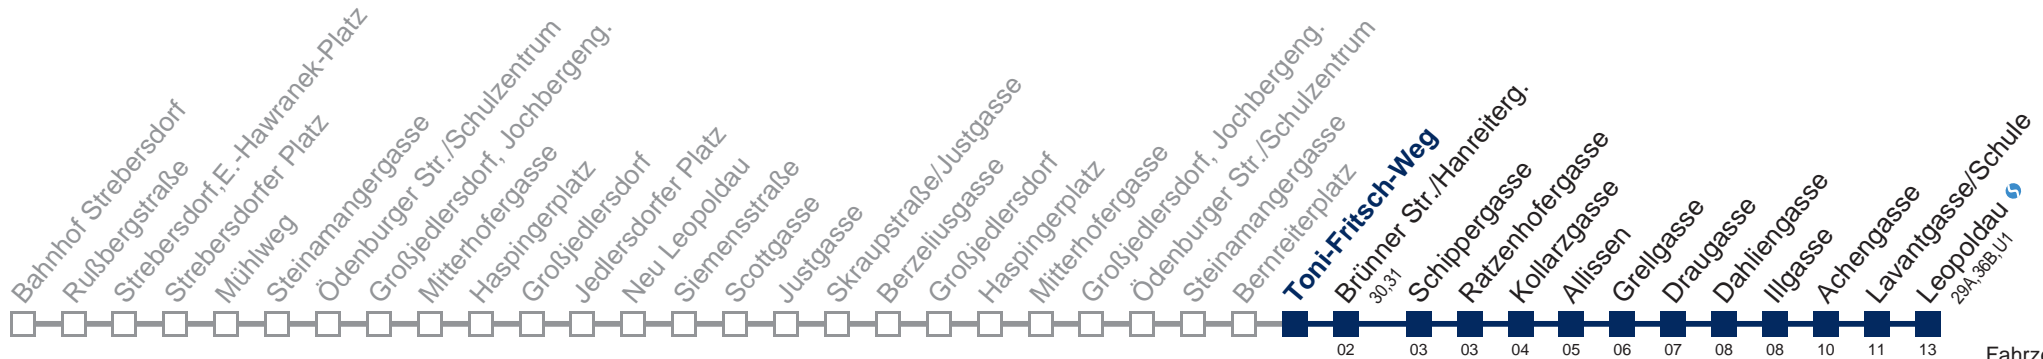 Bahnhof Strebersdorf
Rußbergstraße
Strebersdorf,E.-Hawranek-Platz
Strebersdorfer Platz
Mühlweg
Steinamangergasse
Ödenburger Str./Schulzentrum
Großjedlersdorf, Jochbergeng.
Mitterhofergasse
Haspingerplatz
Großjedlersdorf
Jedlersdorfer Platz
Neu Leopoldau
Siemensstraße
Scottgasse
Justgasse
Skraupstraße/Justgasse
Berzeliusgasse
Großjedlersdorf
Haspingerplatz
Mitterhofergasse
Großjedlersdorf, Jochbergeng.
Ödenburger Str./Schulzentrum
Steinamangergasse
Bernreiterplatz
Toni-Fritsch-Weg
Brünner Str./Hanreiterg.
30,31
Schippergasse
Ratzenhofergasse
Kollarzgasse
Allissen
Grellgasse
Draugasse
Dahliengasse
Illgasse
Achengasse
Lavantgasse/Schule
Leopoldau
29A,36B,U1
02 03 03 04 05 06 07 08 08 10 11 13